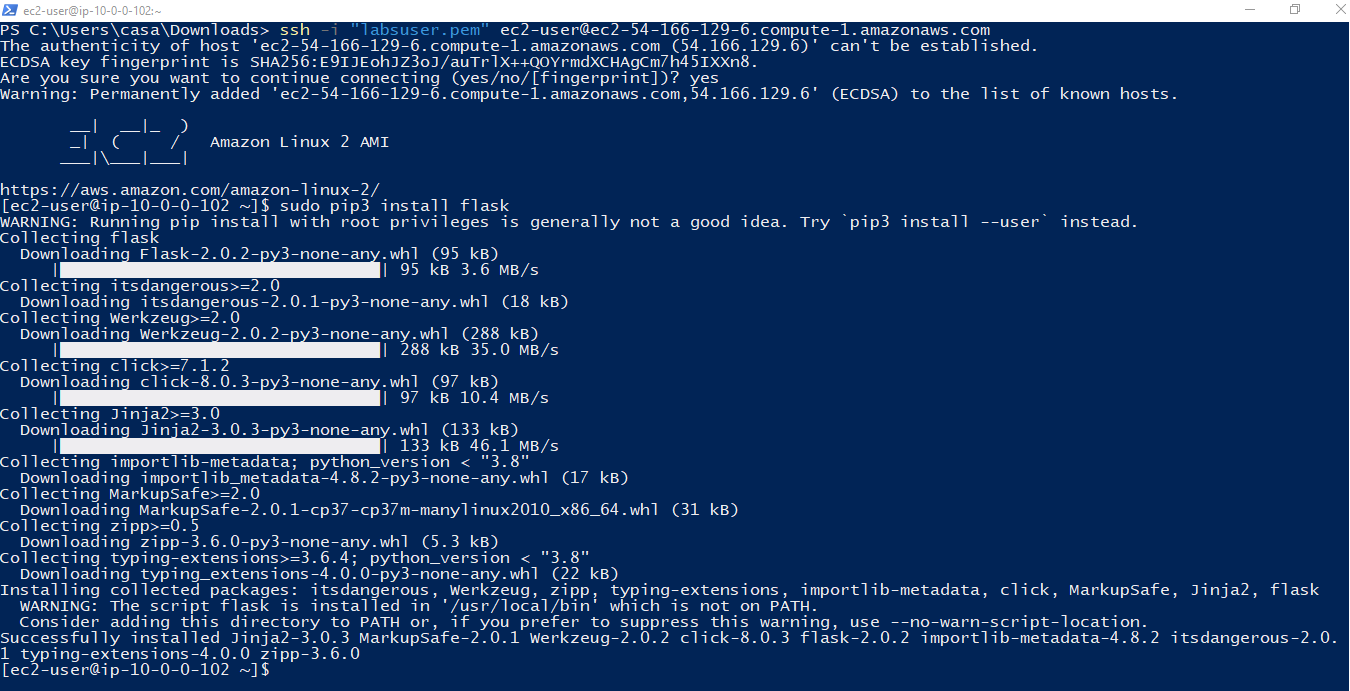 ec2-user@ip-10-0-0-102:~
PS C:\Users\casa\Downloads> ssh -i "labsuser.pem" ec2-user@ec2-54-166-129-6.compute-1.amazonaws.com
The authenticity of host 'ec2-54-166-129-6.compute-1.amazonaws.com (54.166.129.6)' can't be established.
ECDSA key fingerprint is SHA256:E9IJEohJZ3oJ/auTrlX++QOYrmdXCHAgCm7h45IXXn8.
Are you sure you want to continue connecting (yes/no/[fingerprint])? yes
Warning: Permanently added 'ec2-54-166-129-6.compute-1.amazonaws.com,54.166.129.6' (ECDSA) to the list of known hosts.
       __|  __|_  )
       _|  (     /   Amazon Linux 2 AMI
      ___|\___|___|
https://aws.amazon.com/amazon-linux-2/
[ec2-user@ip-10-0-0-102 ~]$ sudo pip3 install flask
WARNING: Running pip install with root privileges is generally not a good idea. Try `pip3 install --user` instead.
Collecting flask
  Downloading Flask-2.0.2-py3-none-any.whl (95 kB)
     |████████████████████████████████| 95 kB 3.6 MB/s
Collecting itsdangerous>=2.0
  Downloading itsdangerous-2.0.1-py3-none-any.whl (18 kB)
Collecting Werkzeug>=2.0
  Downloading Werkzeug-2.0.2-py3-none-any.whl (288 kB)
     |████████████████████████████████| 288 kB 35.0 MB/s
Collecting click>=7.1.2
  Downloading click-8.0.3-py3-none-any.whl (97 kB)
     |████████████████████████████████| 97 kB 10.4 MB/s
Collecting Jinja2>=3.0
  Downloading Jinja2-3.0.3-py3-none-any.whl (133 kB)
     |████████████████████████████████| 133 kB 46.1 MB/s
Collecting importlib-metadata; python_version < "3.8"
  Downloading importlib_metadata-4.8.2-py3-none-any.whl (17 kB)
Collecting MarkupSafe>=2.0
  Downloading MarkupSafe-2.0.1-cp37-cp37m-manylinux2010_x86_64.whl (31 kB)
Collecting zipp>=0.5
  Downloading zipp-3.6.0-py3-none-any.whl (5.3 kB)
Collecting typing-extensions>=3.6.4; python_version < "3.8"
  Downloading typing_extensions-4.0.0-py3-none-any.whl (22 kB)
Installing collected packages: itsdangerous, Werkzeug, zipp, typing-extensions, importlib-metadata, click, MarkupSafe, Jinja2, flask
  WARNING: The script flask is installed in '/usr/local/bin' which is not on PATH.
  Consider adding this directory to PATH or, if you prefer to suppress this warning, use --no-warn-script-location.
Successfully installed Jinja2-3.0.3 MarkupSafe-2.0.1 Werkzeug-2.0.2 click-8.0.3 flask-2.0.2 importlib-metadata-4.8.2 itsdangerous-2.0.
1 typing-extensions-4.0.0 zipp-3.6.0
[ec2-user@ip-10-0-0-102 ~]$